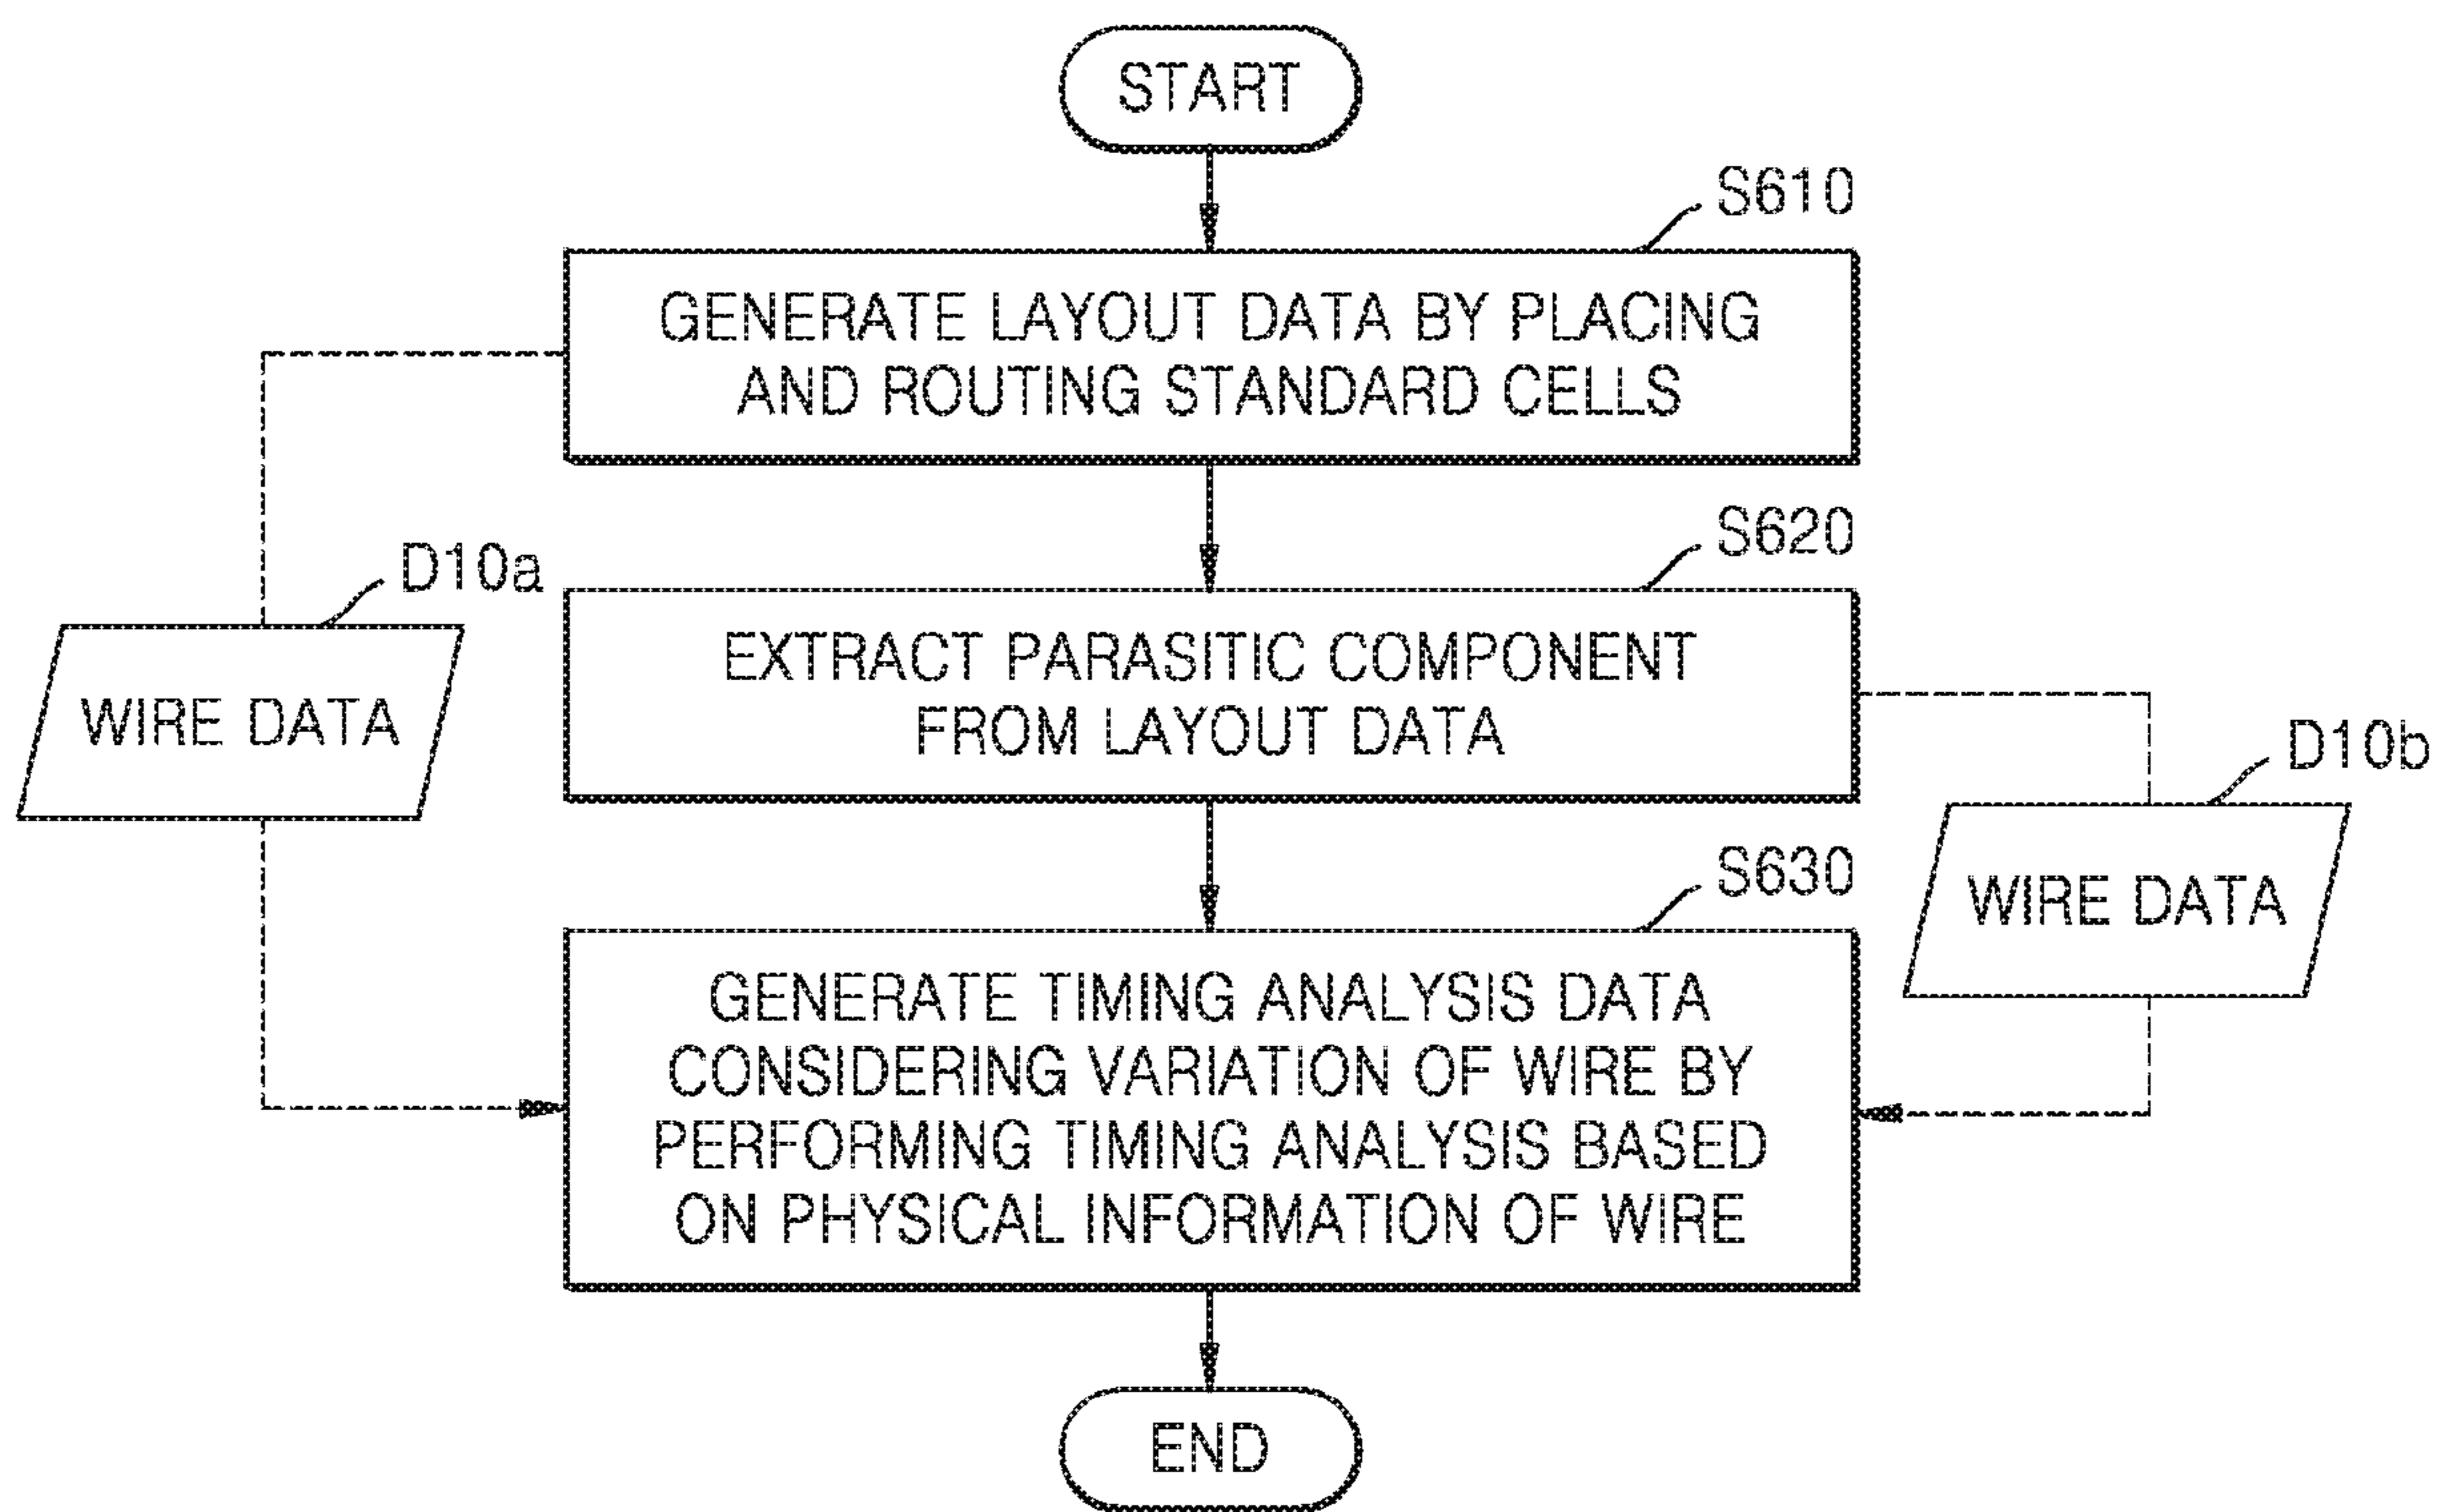 START
S610
GENERATE LAYOUT DATA BY PLACING
AND ROUTING STANDARD CELLS
D10a
WIRE DATA
S620
EXTRACT PARASITIC COMPONENT
FROM LAYOUT DATA
D10b
WIRE DATA
S630
GENERATE TIMING ANALYSIS DATA
CONSIDERING VARIATION OF WIRE BY
PERFORMING TIMING ANALYSIS BASED
ON PHYSICAL INFORMATION OF WIRE
END